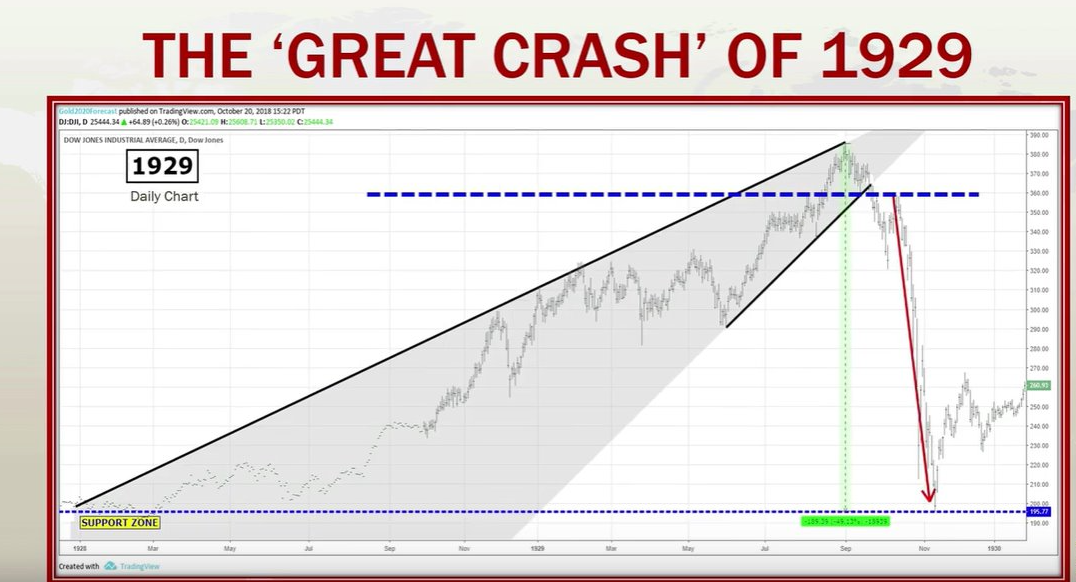 THE ‘GREAT CRASH’ OF 1929
Gold2020Forecast published on TradingView.com, October 20, 2018 15:22 PDT
DJ:DJI, D 25444.34 ▲ +64.89 (+0.26%) O:25421.09 H:25608.71 L:25350.02 C:25444.34
DOW JONES INDUSTRIAL AVERAGE, D, Dow Jones
1929
Daily Chart
390.00
380.00
370.00
360.00
350.00
340.00
330.00
320.00
310.00
300.00
290.00
280.00
270.00
260.93
250.00
240.00
230.00
220.00
210.00
200.00
195.77
190.00
SUPPORT ZONE
1928 Mar May Jul Sep Nov 1929 Mar May Jul Sep Nov 1930
Created with TradingView